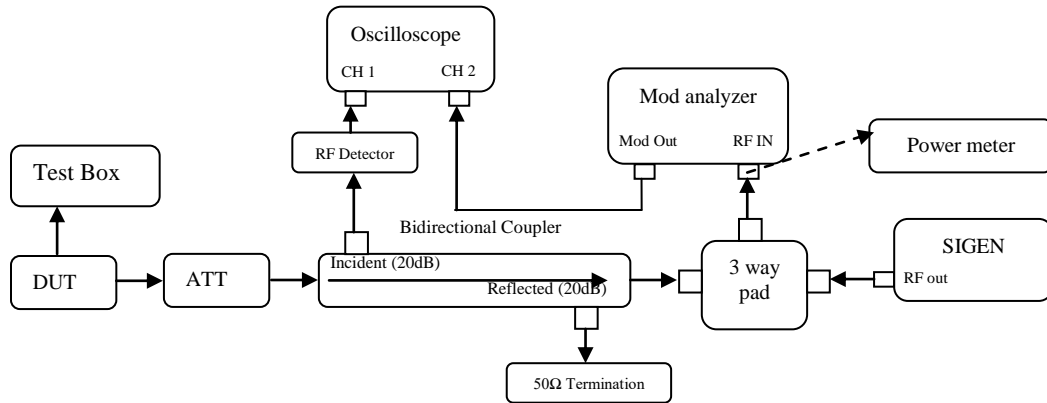 Oscilloscope
CH 1
CH 2
Mod analyzer
Mod Out
RF IN
Power meter
RF Detector
Test Box
Bidirectional Coupler
DUT
ATT
Incident (20dB)
Reflected (20dB)
3 way
pad
SIGEN
RF out
50Ω Termination